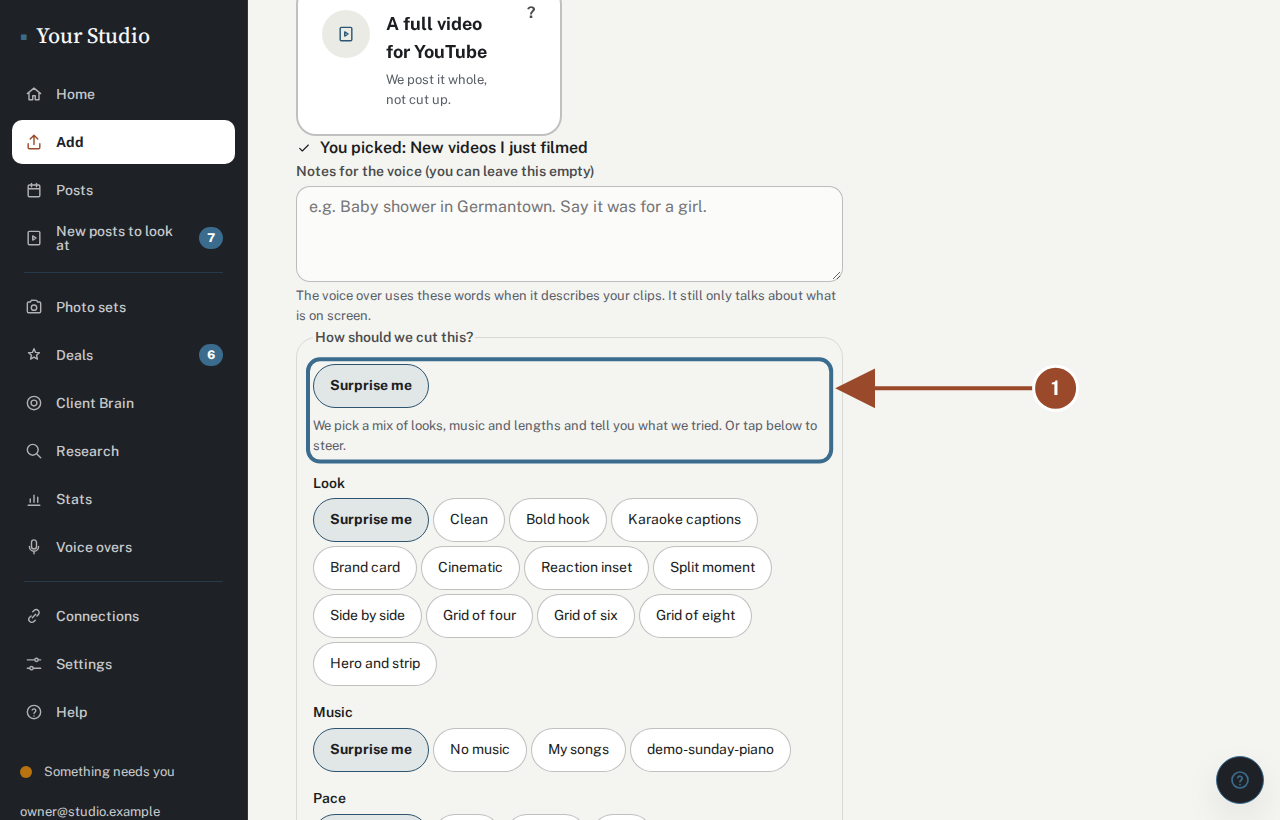 Your Studio
Home
Add
Posts
New posts to look
at
7
Photo sets
Deals
6
Client Brain
Research
Stats
Voice overs
Connections
Settings
Help
Something needs you
owner@studio.example
A full video
for YouTube
?
We post it whole,
not cut up.
You picked: New videos I just filmed
Notes for the voice (you can leave this empty)
e.g. Baby shower in Germantown. Say it was for a girl.
The voice over uses these words when it describes your clips. It still only talks about what
is on screen.
How should we cut this?
Surprise me
We pick a mix of looks, music and lengths and tell you what we tried. Or tap below to
steer.
1
Look
Surprise me Clean Bold hook Karaoke captions
Brand card Cinematic Reaction inset Split moment
Side by side Grid of four Grid of six Grid of eight
Hero and strip
Music
Surprise me No music My songs demo-sunday-piano
Pace